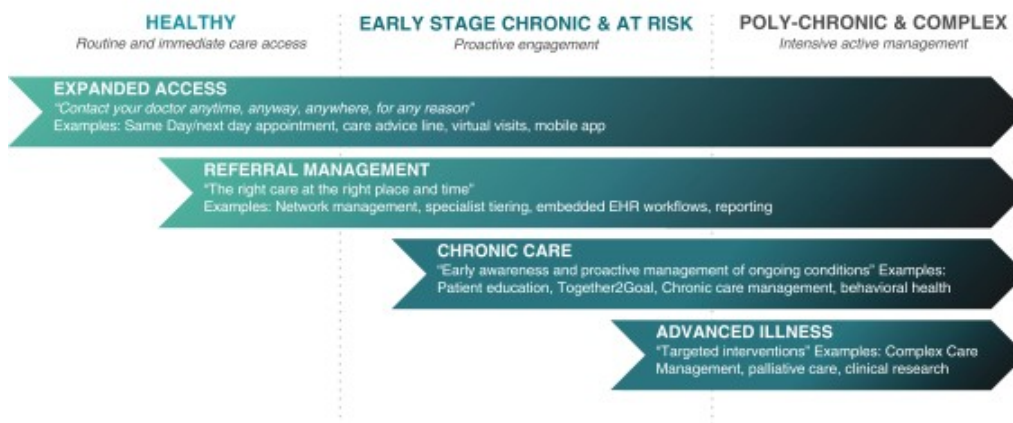 HEALTHY
Routine and immediate care access
EARLY STAGE CHRONIC & AT RISK
Proactive engagement
POLY-CHRONIC & COMPLEX
Intensive active management
EXPANDED ACCESS
"Contact your doctor anytime, anyway, anywhere, for any reason"
Examples: Same Day/next day appointment, care advice line, virtual visits, mobile app
REFERRAL MANAGEMENT
"The right care at the right place and time"
Examples: Network management, specialist tiering, embedded EHR workflows, reporting
CHRONIC CARE
"Early awareness and proactive management of ongoing conditions" Examples:
Patient education, Together2Goal, Chronic care management, behavioral health
ADVANCED ILLNESS
"Targeted interventions" Examples: Complex Care
Management, palliative care, clinical research